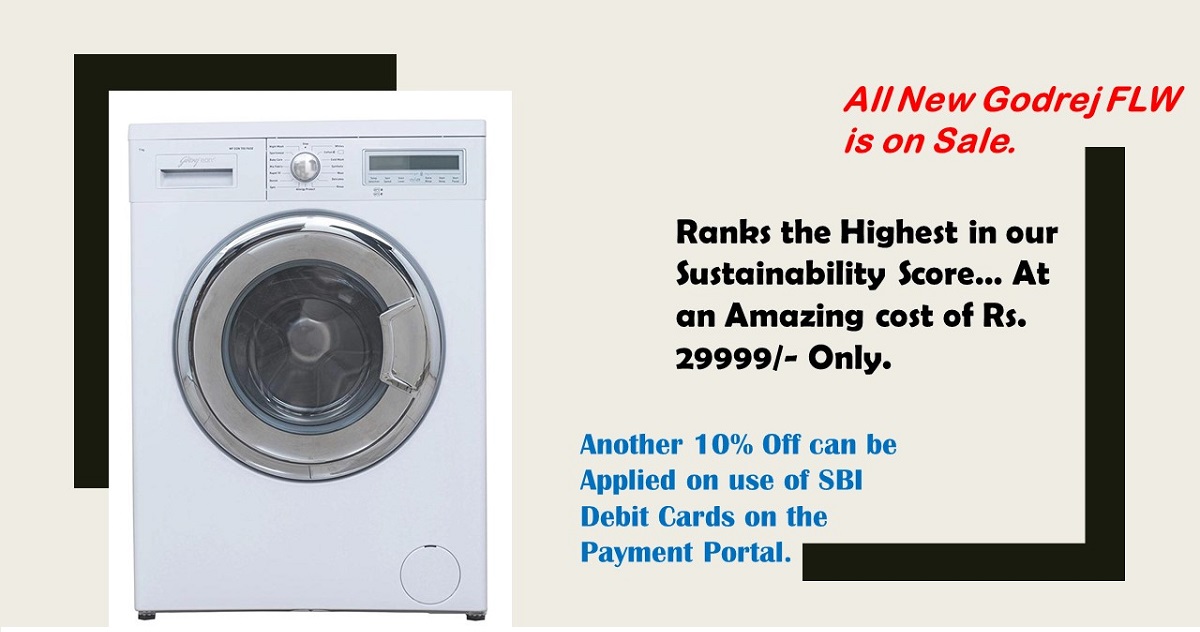 All New Godrej FLW
is on Sale.
Ranks the Highest in our
Sustainability Score... At
an Amazing cost of Rs.
29999/- Only.
Another 10% Off can be
Applied on use of SBI
Debit Cards on the
Payment Portal.